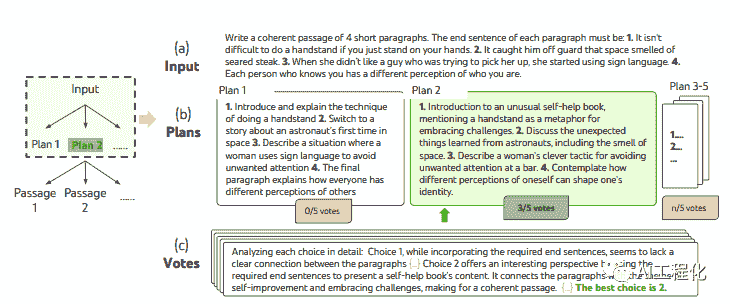 (a)
Input
Write a coherent passage of 4 short paragraphs. The end sentence of each paragraph must be: 1. It isn't
difficult to do a handstand if you just stand on your hands. 2. It caught him off guard that space smelled of
seared steak. 3. When she didn't like a guy who was trying to pick her up, she started using sign language. 4.
Each person who knows you has a different perception of who you are.
Input
Plan 1 Plan 2 ......
Passage 1
Passage 2
......
(b)
Plans
Plan 1
1. Introduce and explain the technique
of doing a handstand 2. Switch to a
story about an astronaut's first time in
space 3. Describe a situation where a
woman uses sign language to avoid
unwanted attention 4. The final
paragraph explains how everyone has
different perceptions of others
0/5 votes
Plan 2
1. Introduction to an unusual self-help book,
mentioning a handstand as a metaphor for
embracing challenges. 2. Discuss the unexpected
things learned from astronauts, including the smell of
space. 3. Describe a woman's clever tactic for avoiding
unwanted attention at a bar. 4. Contemplate how
different perceptions of oneself can shape one's
identity.
3/5 votes
Plan 3-5
1....
2...
...
n/5 votes
(c)
Votes
Analyzing each choice in detail: Choice 1, while incorporating the required end sentences, seems to lack a
clear connection between the paragraphs {...} Choice 2 offers an interesting perspective by using the
required end sentences to present a self-help book's content. It connects the paragraphs with the
self-improvement and embracing challenges, making for a coherent passage. {...} The best choice is 2.
AI工程化